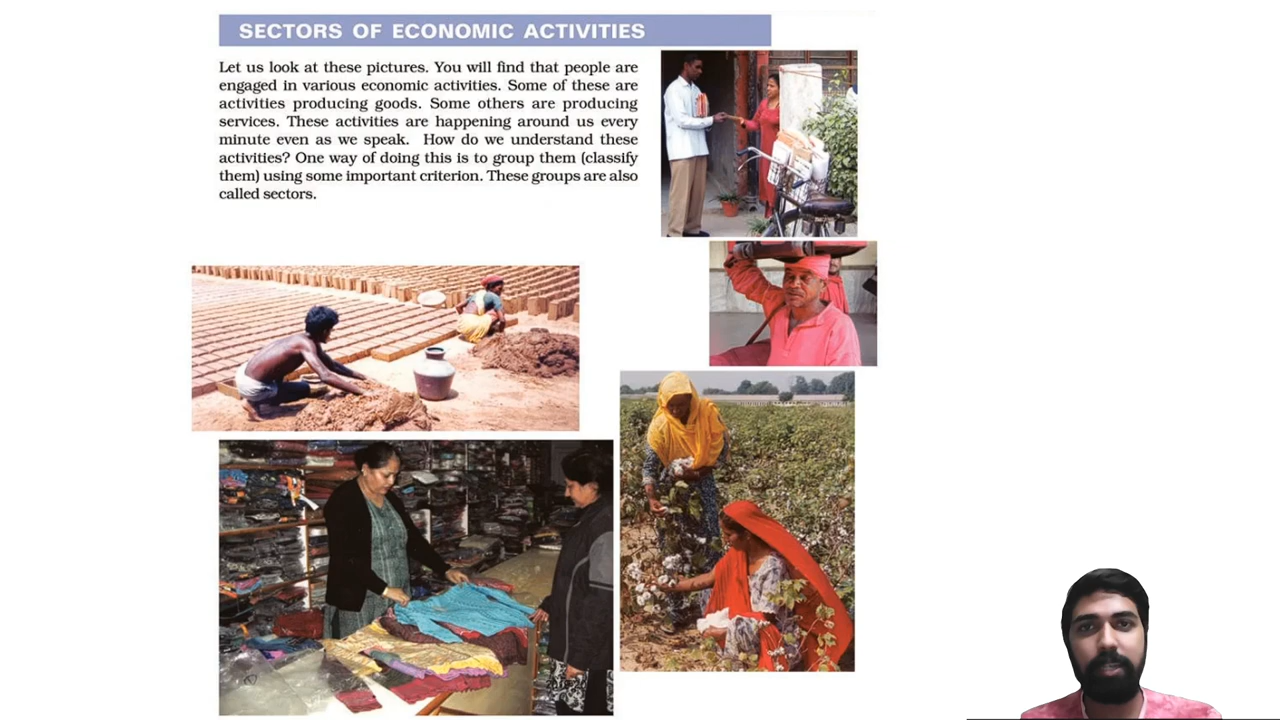 SECTORS OF ECONOMIC ACTIVITIES
Let us look at these pictures. You will find that people are
engaged in various economic activities. Some of these are
activities producing goods. Some others are producing
services. These activities are happening around us every
minute even as we speak. How do we understand these
activities? One way of doing this is to group them (classify
them) using some important criterion. These groups are also
called sectors.